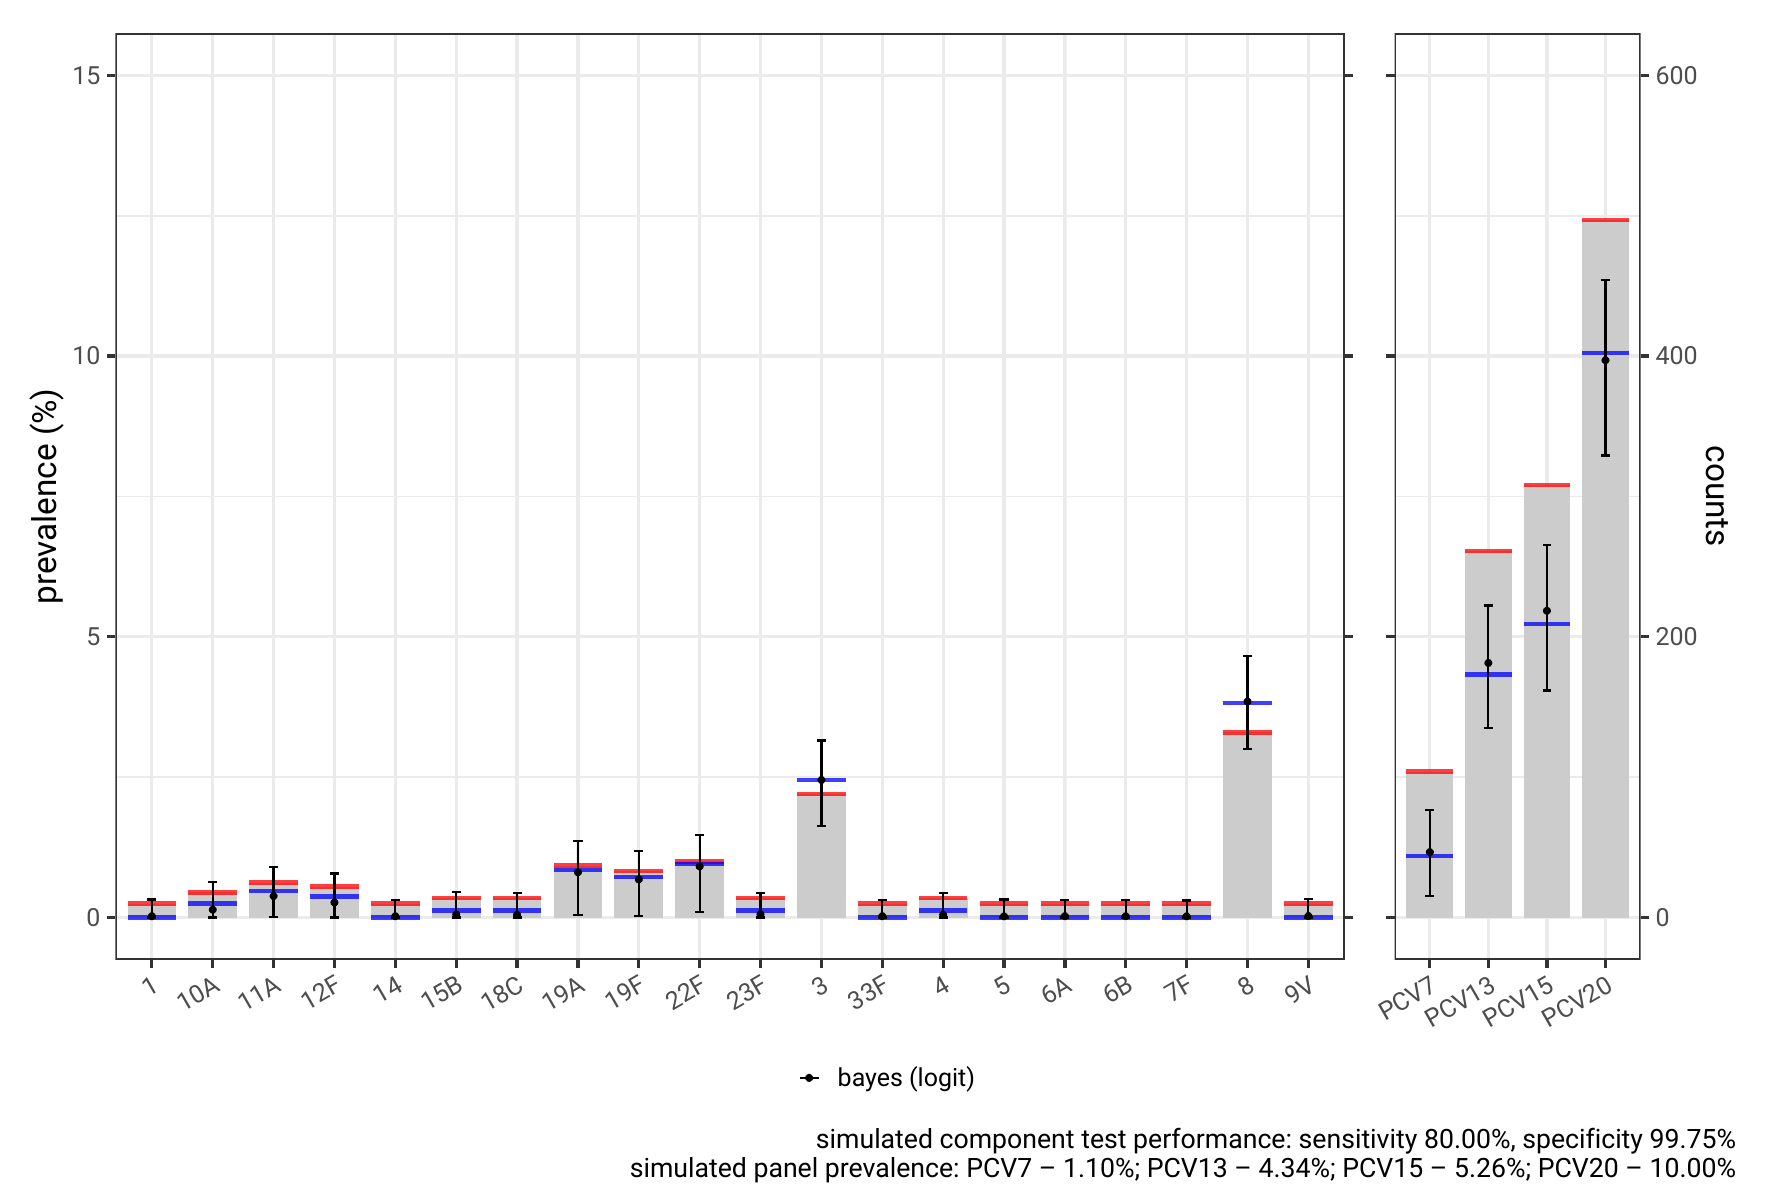 15
10
5
0
prevalence (%)
600
400
200
0
counts
1
10A
11A
12F
14
15B
18C
19A
19F
22F
23F
3
33F
4
5
6A
6B
7F
8
9V
PCV7
PCV13
PCV15
PCV20
bayes (logit)
simulated component test performance: sensitivity 80.00%, specificity 99.75%
simulated panel prevalence: PCV7 – 1.10%; PCV13 – 4.34%; PCV15 – 5.26%; PCV20 – 10.00%